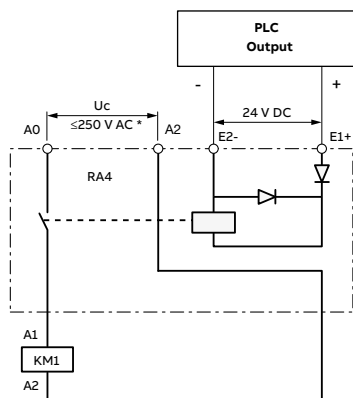 PLC
Output
- +
Uc 24 V DC
≤250 V AC *
A0 A2 E2- E1+
RA4
A1
KM1
A2